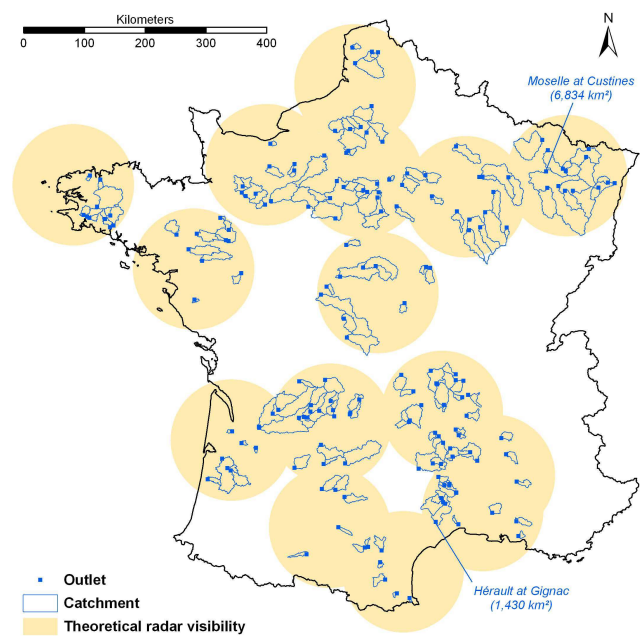 Kilometers
0 100 200 300 400
N
Moselle at Custines
(6,834 km²)
Hérault at Gignac
(1,430 km²)
Outlet
Catchment
Theoretical radar visibility